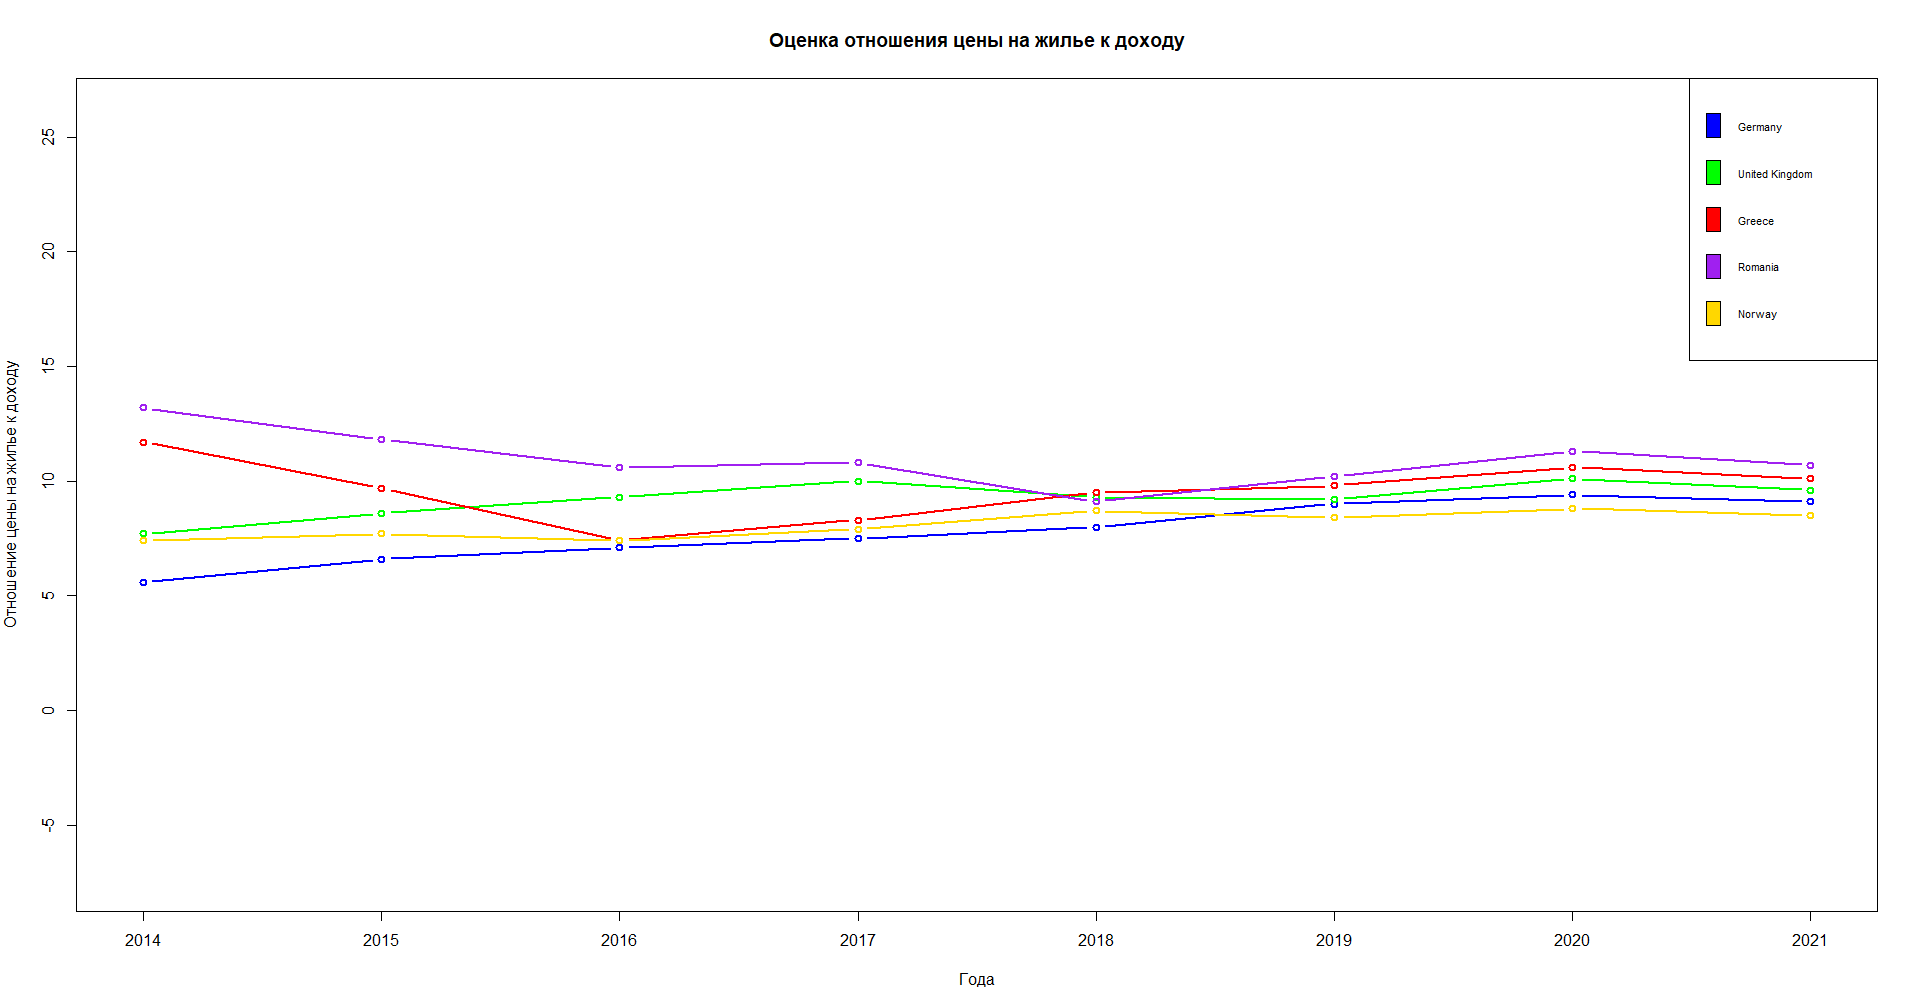 Оценка отношения цены на жилье к доходу
Отношение цены на жилье к доходу
25
20
15
10
5
0
-5
Germany
United Kingdom
Greece
Romania
Norway
2014 2015 2016 2017 2018 2019 2020 2021
Года